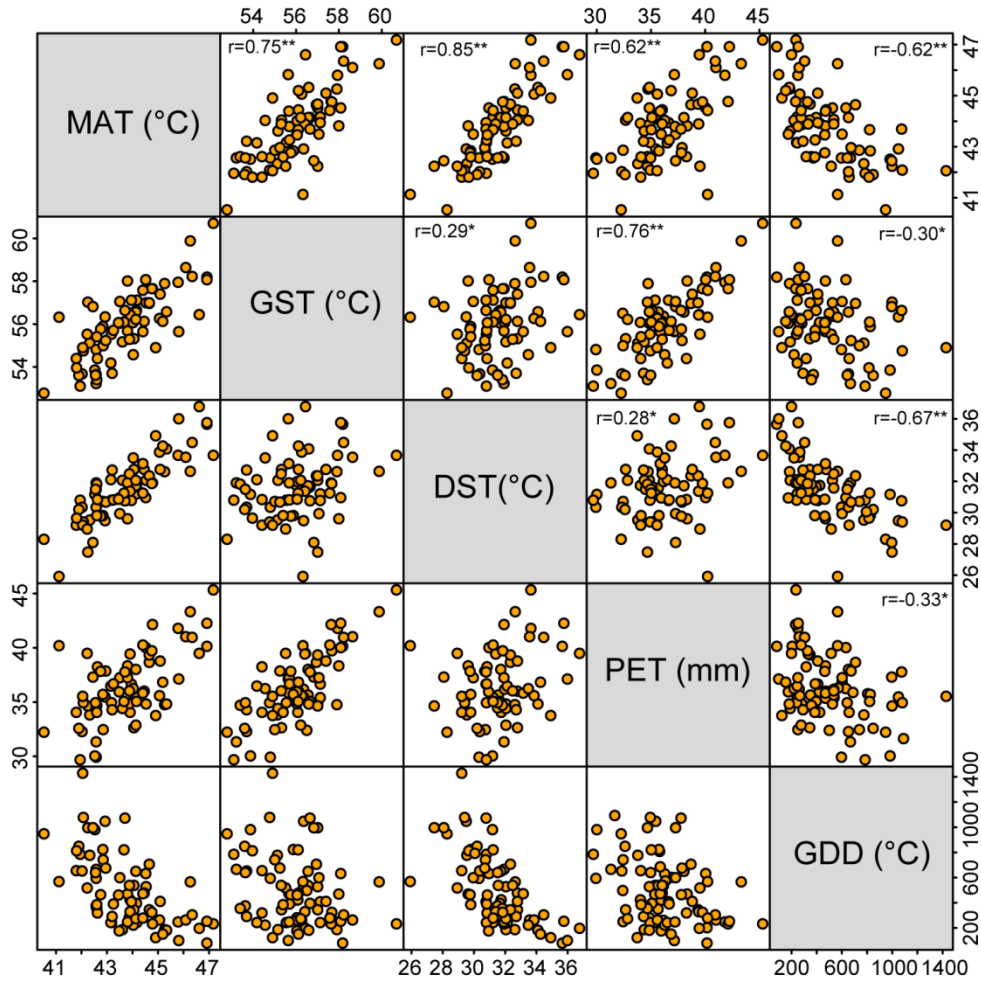 54 56 58 60
30 35 40 45
MAT (°C)
r=0.75**
r=0.85**
r=0.62**
r=-0.62**
41 43 45 47
54 56 58 60
GST (°C)
r=0.29*
r=0.76**
r=-0.30*
DST(°C)
r=0.28*
r=-0.67**
26 28 30 32 34 36
30 35 40 45
PET (mm)
r=-0.33*
GDD (°C)
200 600 1000 1400
41 43 45 47
26 28 30 32 34 36
200 600 1000 1400